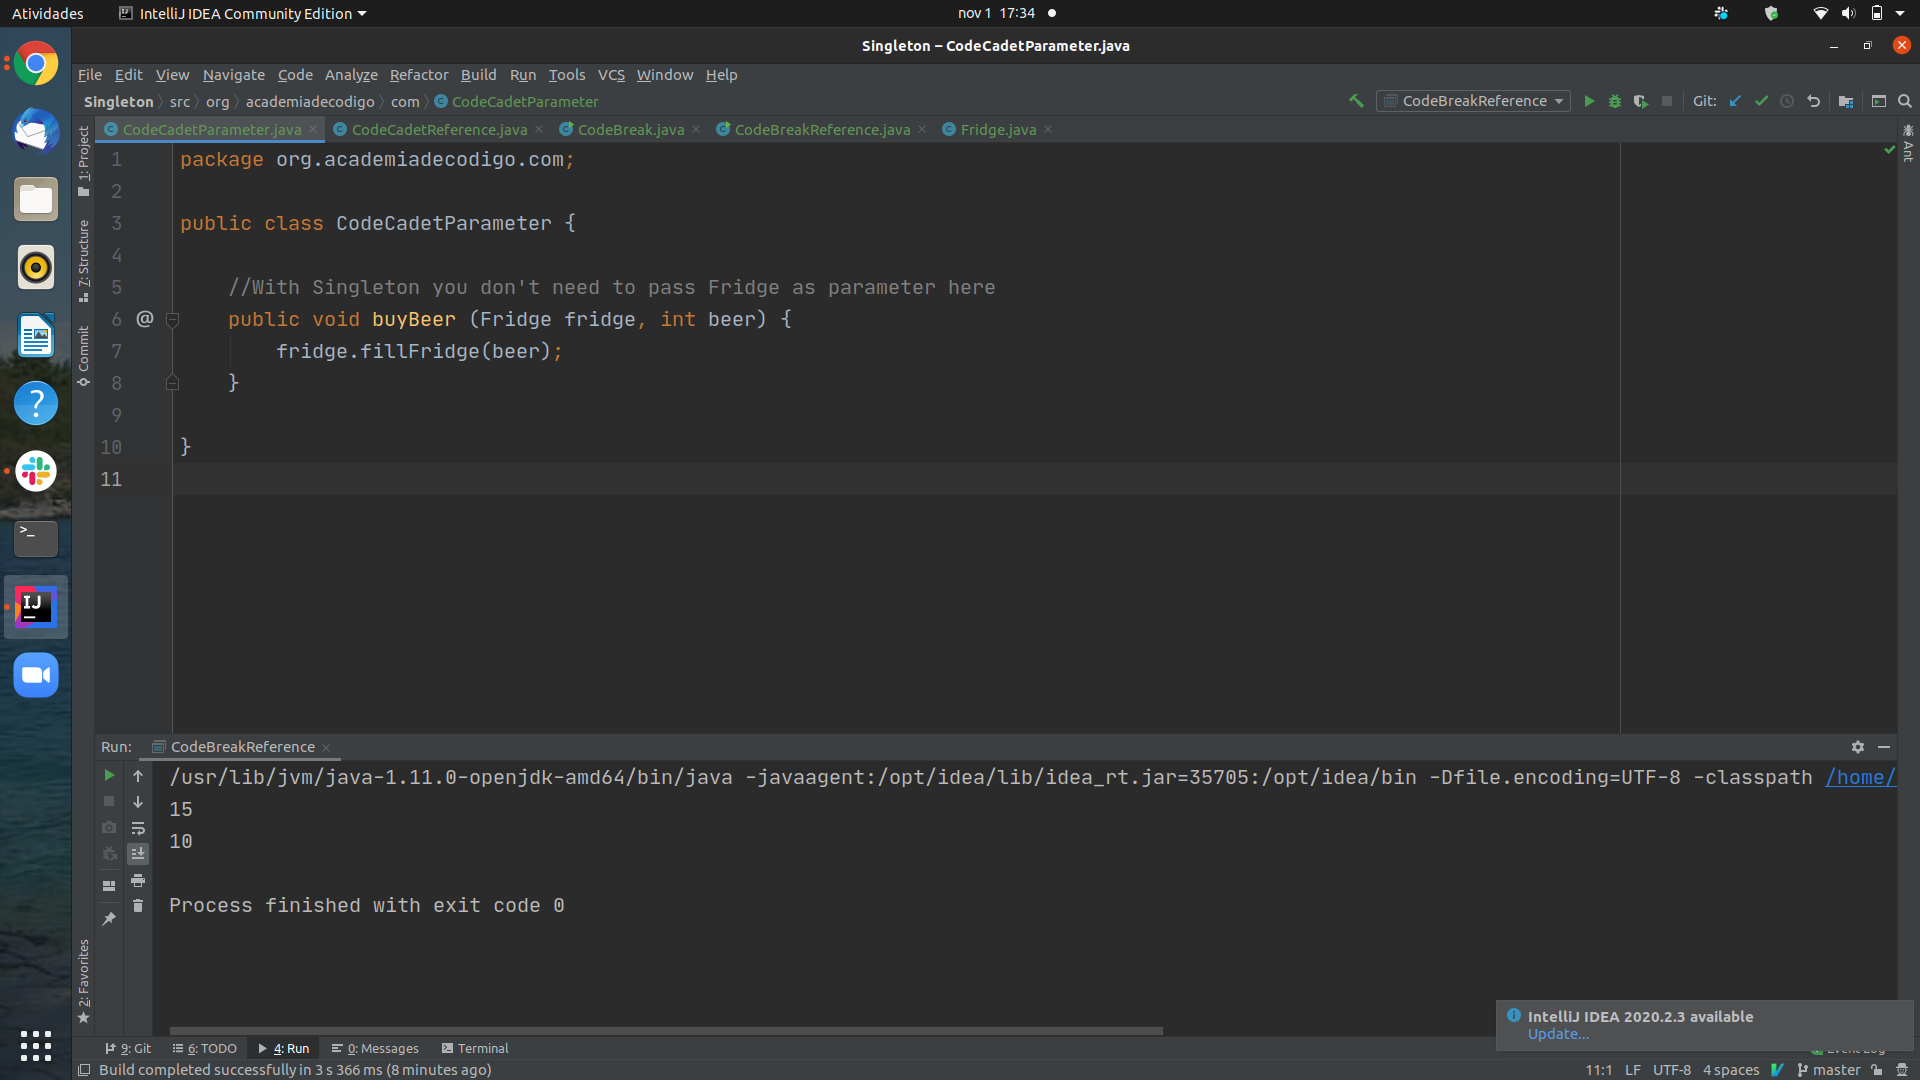 Atividades
IntelliJ IDEA Community Edition
nov 1 17:34
Singleton – CodeCadetParameter.java
File Edit View Navigate Code Analyze Refactor Build Run Tools VCS Window Help
Singleton src org academiadecodigo com CodeCadetParameter
CodeBreakReference
Git:
CodeCadetParameter.java CodeCadetReference.java CodeBreak.java CodeBreakReference.java Fridge.java
1: Project
7: Structure
Commit
2: Favorites
Ant
1 package org.academiadecodigo.com;
2
3 public class CodeCadetParameter {
4
5 //With Singleton you don't need to pass Fridge as parameter here
6 @ public void buyBeer (Fridge fridge, int beer) {
7 fridge.fillFridge(beer);
8 }
9
10 }
11
>_
IJ
?
Run: CodeBreakReference
/usr/lib/jvm/java-1.11.0-openjdk-amd64/bin/java -javaagent:/opt/idea/lib/idea_rt.jar=35705:/opt/idea/bin -Dfile.encoding=UTF-8 -classpath /home/
15
10
Process finished with exit code 0
IntelliJ IDEA 2020.2.3 available
Update...
9: Git 6: TODO 4: Run 0: Messages Terminal
Build completed successfully in 3 s 366 ms (8 minutes ago)
11:1 LF UTF-8 4 spaces master